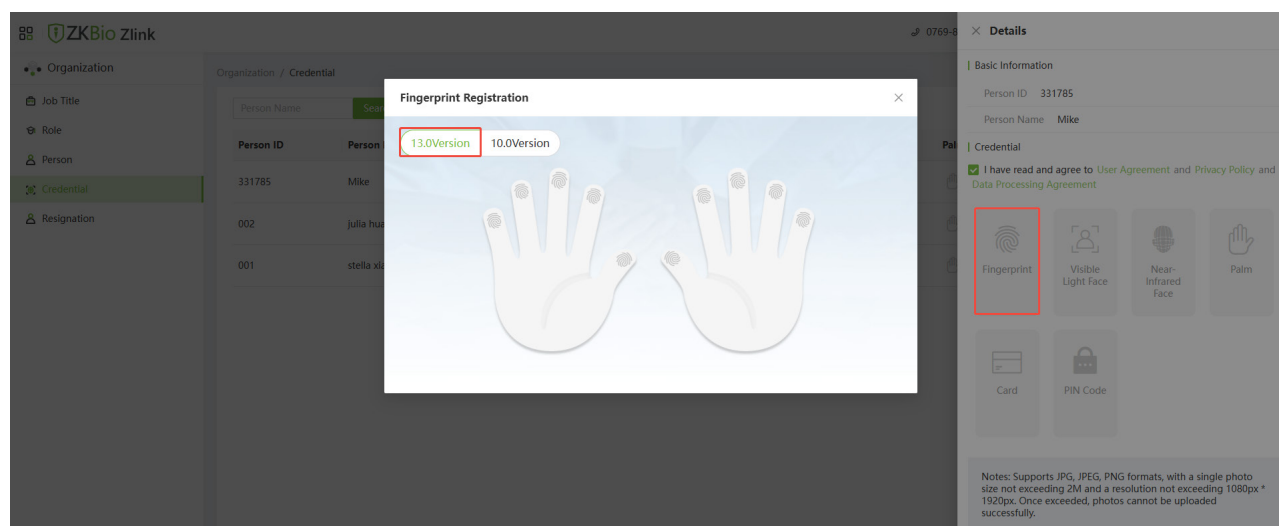 ZKBio Zlink
0769-8
Organization
Job Title
Role
Person
Credential
Resignation
Organization / Credential
Person Name
Person ID Person
331785 Mike
002 julia
001 stella
Fingerprint Registration
13.0Version 10.0Version
Details
Basic Information
Person ID 331785
Person Name Mike
Credential
I have read and agree to User Agreement and Privacy Policy and
Data Processing Agreement
Fingerprint
Visible
Light Face
Near-
Infrared
Face
Palm
Card
PIN Code
Notes: Supports JPG, JPEG, PNG formats, with a single photo
size not exceeding 2M and a resolution not exceeding 1080px *
1920px. Once exceeded, photos cannot be uploaded
successfully.